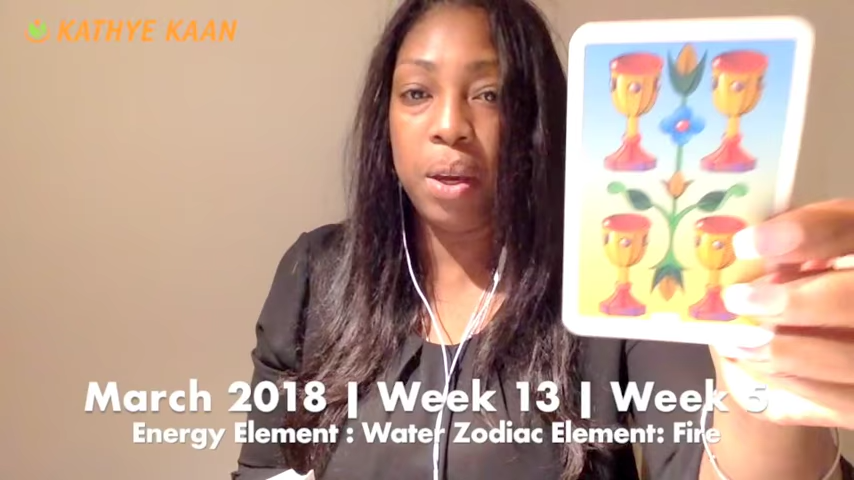 KATHYE KAAN
March 2018 | Week 13 | Week 5
Energy Element : Water Zodiac Element: Fire